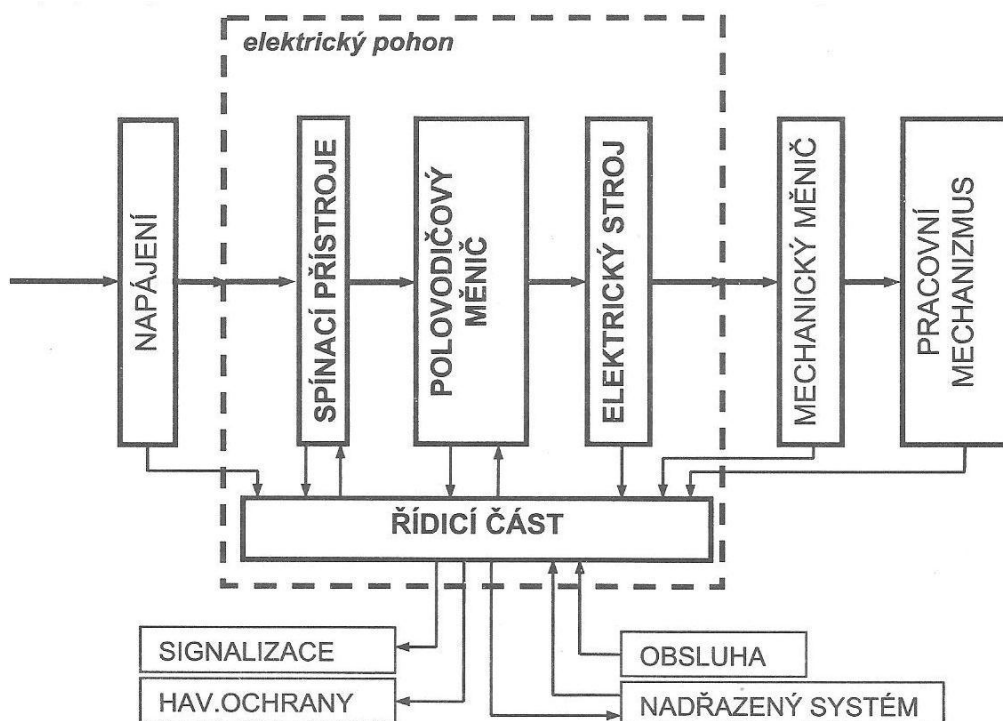 elektrický pohon
NAPÁJENÍ
SPÍNACÍ PŘÍSTROJE
POLOVODIČOVÝ
MĚNIČ
ELEKTRICKÝ STROJ
MECHANICKÝ MĚNIČ
PRACOVNÍ
MECHANIZMUS
ŘÍDICÍ ČÁST
SIGNALIZACE
OBSLUHA
HAV.OCHRANY
NADŘAZENÝ SYSTÉM